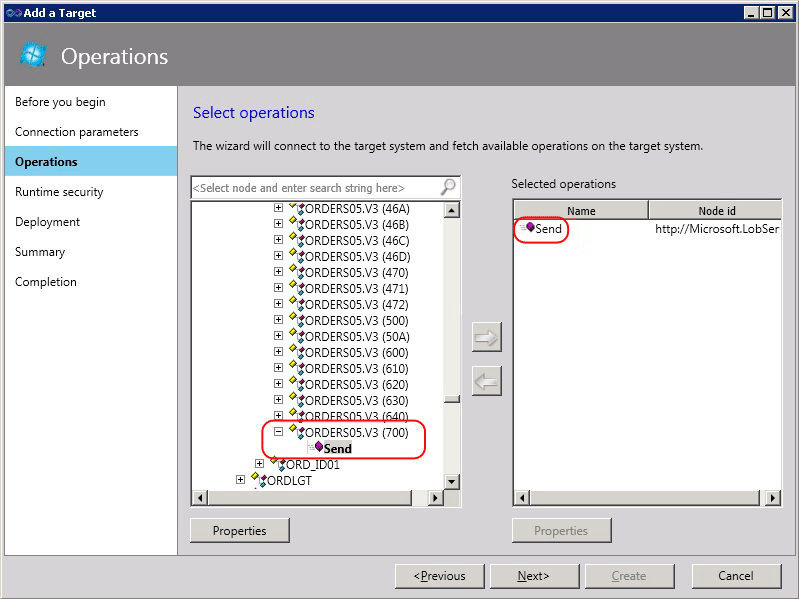 Add a Target
Operations
Before you begin
Connection parameters
Operations
Runtime security
Deployment
Summary
Completion
Select operations
The wizard will connect to the target system and fetch available operations on the target system.
<Select node and enter search string here>
ORDERS05.V3 (46A)
ORDERS05.V3 (46B)
ORDERS05.V3 (46C)
ORDERS05.V3 (46D)
ORDERS05.V3 (470)
ORDERS05.V3 (471)
ORDERS05.V3 (472)
ORDERS05.V3 (500)
ORDERS05.V3 (50A)
ORDERS05.V3 (600)
ORDERS05.V3 (610)
ORDERS05.V3 (620)
ORDERS05.V3 (630)
ORDERS05.V3 (640)
ORDERS05.V3 (700)
Send
ORD_ID01
ORDLGT
Properties
Selected operations
Name Node id
Send http://Microsoft.LobSer
Properties
<Previous Next> Create Cancel